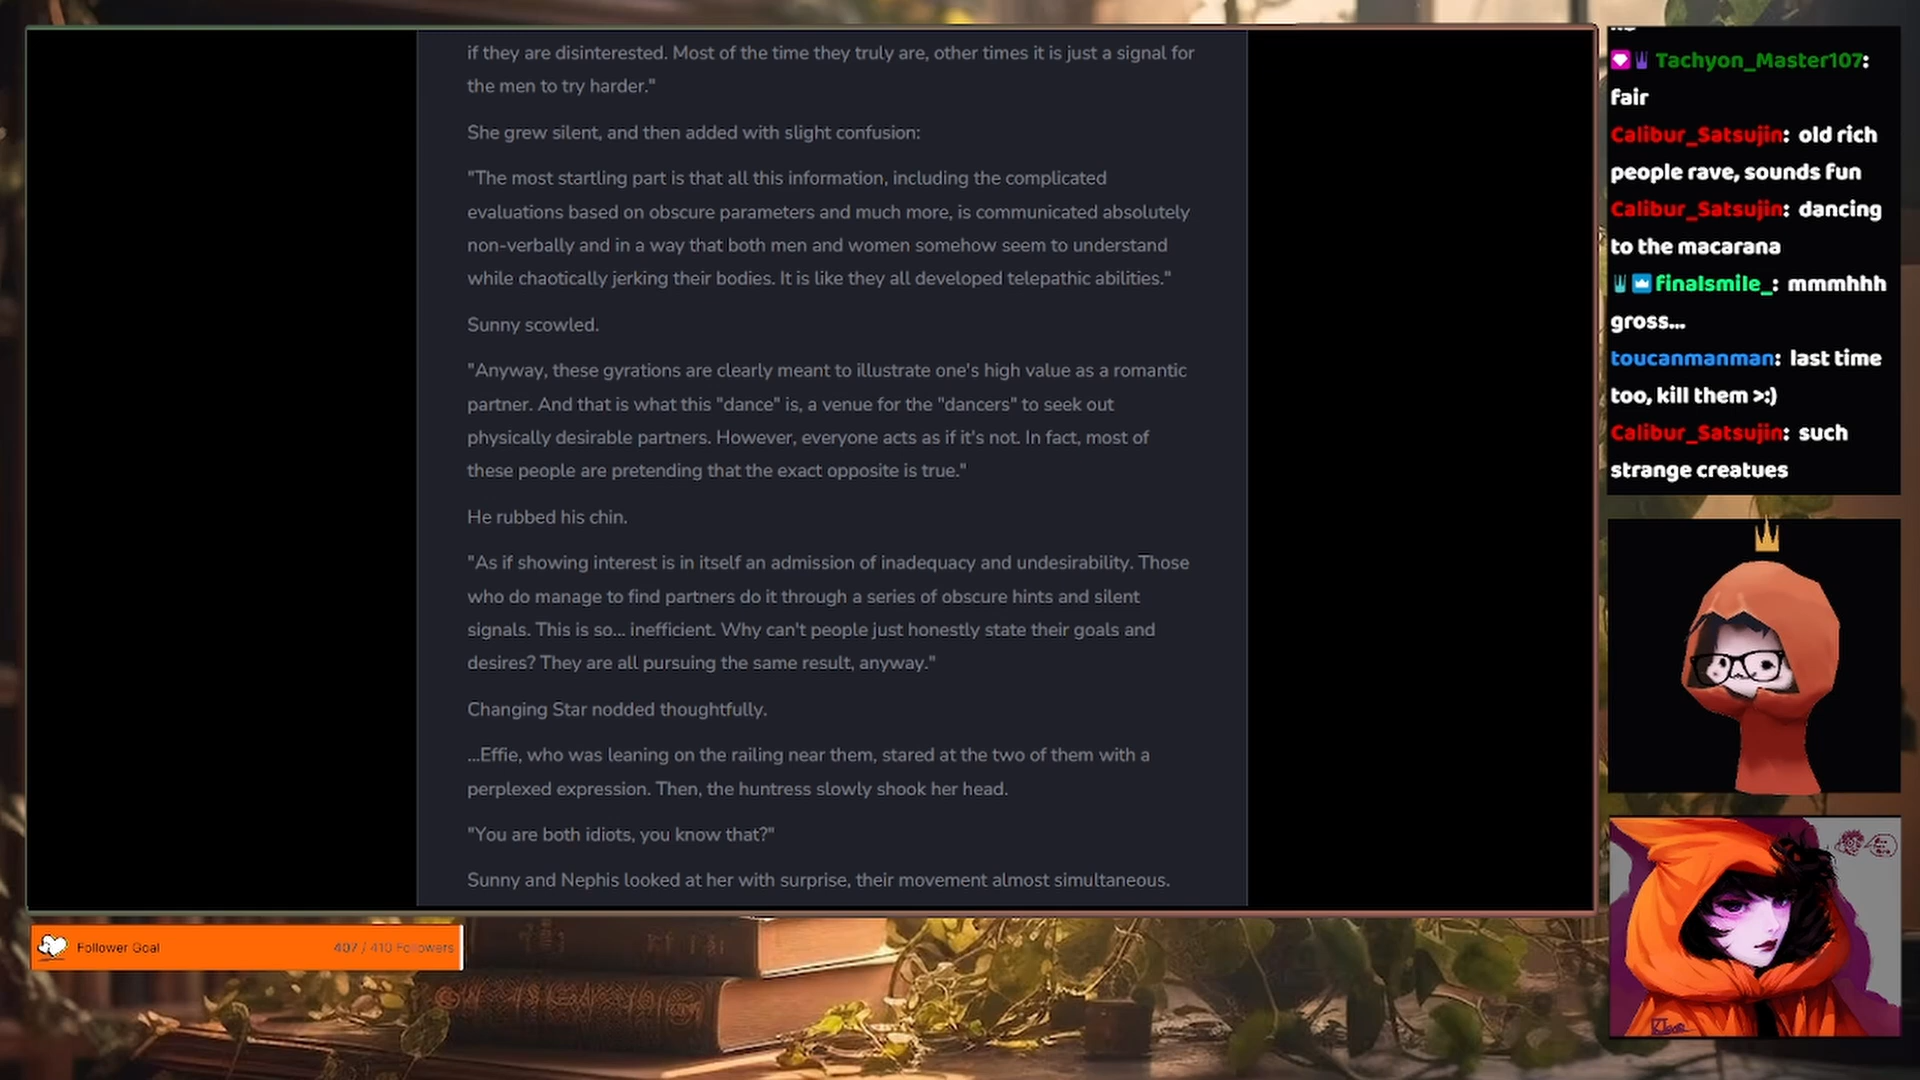 if they are disinterested. Most of the time they truly are, other times it is just a signal for
the men to try harder."
She grew silent, and then added with slight confusion:
"The most startling part is that all this information, including the complicated
evaluations based on obscure parameters and much more, is communicated absolutely
non-verbally and in a way that both men and women somehow seem to understand
while chaotically jerking their bodies. It is like they all developed telepathic abilities."
Sunny scowled.
"Anyway, these gyrations are clearly meant to illustrate one's high value as a romantic
partner. And that is what this "dance" is, a venue for the "dancers" to seek out
physically desirable partners. However, everyone acts as if it's not. In fact, most of
these people are pretending that the exact opposite is true."
He rubbed his chin.
"As if showing interest is in itself an admission of inadequacy and undesirability. Those
who do manage to find partners do it through a series of obscure hints and silent
signals. This is so... inefficient. Why can't people just honestly state their goals and
desires? They are all pursuing the same result, anyway."
Changing Star nodded thoughtfully.
...Effie, who was leaning on the railing near them, stared at the two of them with a
perplexed expression. Then, the huntress slowly shook her head.
"You are both idiots, you know that?"
Sunny and Nephis looked at her with surprise, their movement almost simultaneous.
Tachyon_Master107:
fair
Calibur_Satsujin: old rich
people rave, sounds fun
Calibur_Satsujin: dancing
to the macarana
finalsmile_: mmmhhh
gross...
toucanmanman: last time
too, kill them >:)
Calibur_Satsujin: such
strange creatues
Follower Goal
407 / 410 Followers